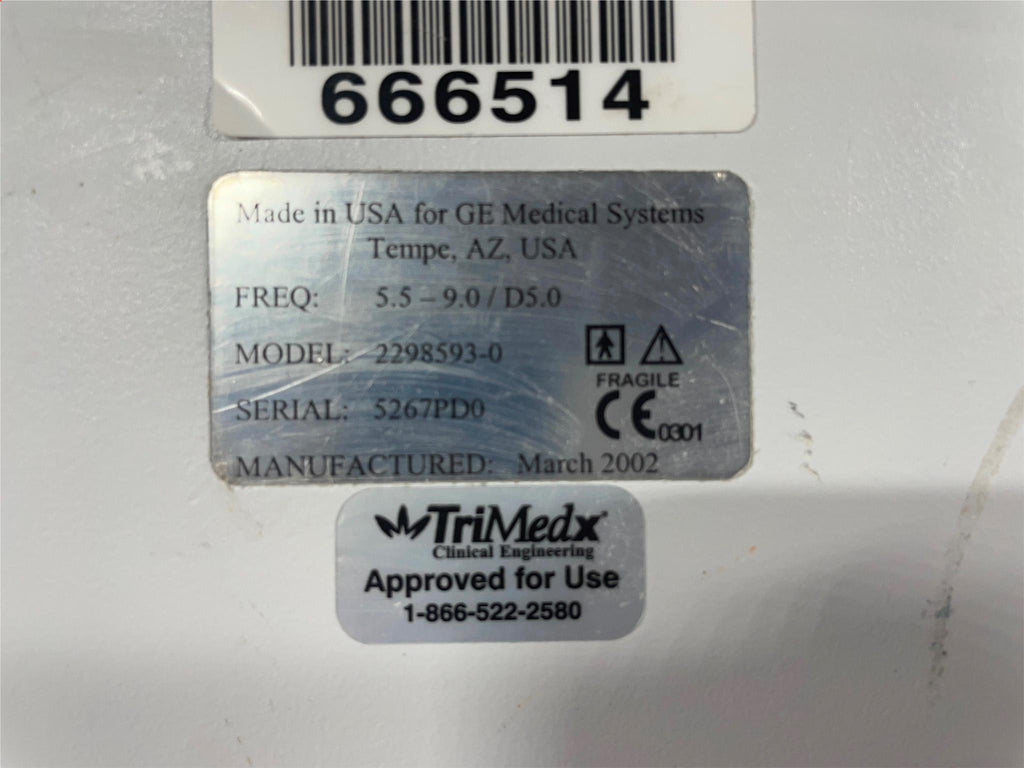 666514
Made in USA for GE Medical Systems
Tempe, AZ, USA
FREQ: 5.5 – 9.0 / D5.0
MODEL: 2298593-0
SERIAL: 5267PD0
FRAGILE
CE 0301
MANUFACTURED: March 2002
TriMedx
Clinical Engineering
Approved for Use
1-866-522-2580